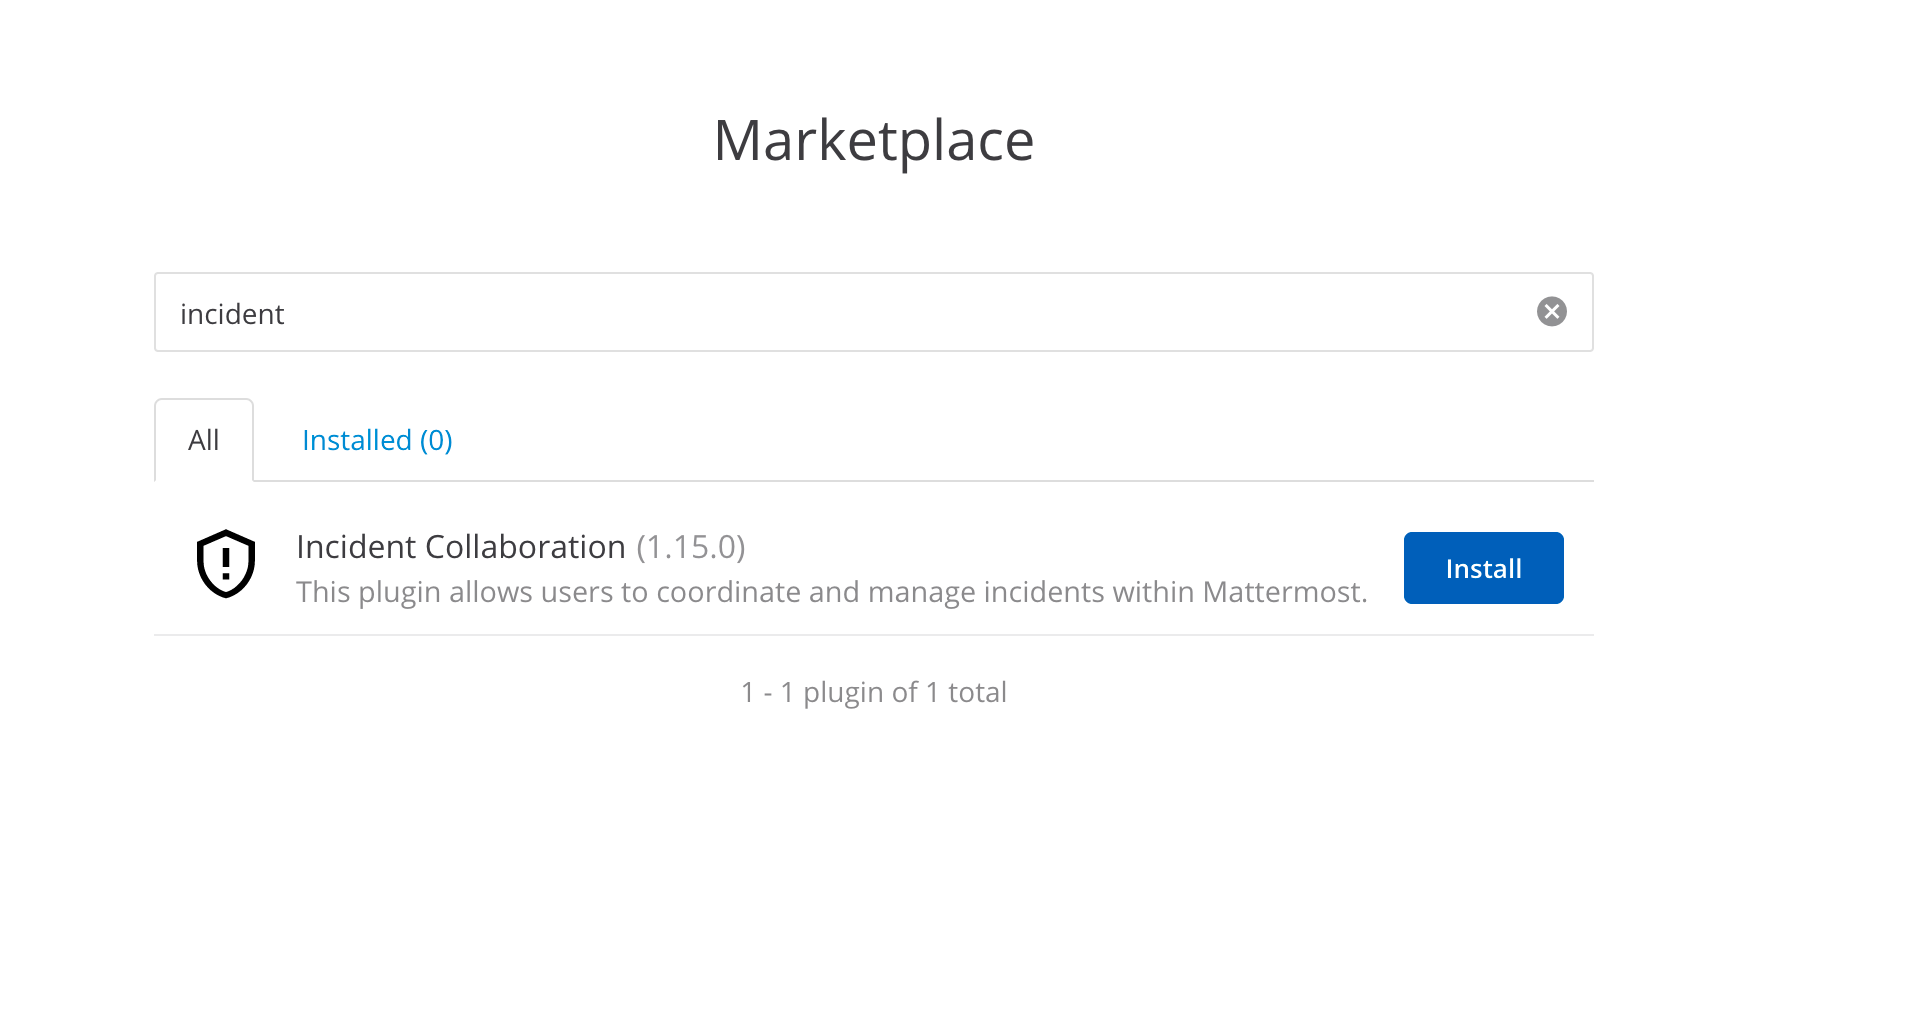 Marketplace
incident
All
Installed (0)
Incident Collaboration (1.15.0)
This plugin allows users to coordinate and manage incidents within Mattermost.
Install
1 - 1 plugin of 1 total